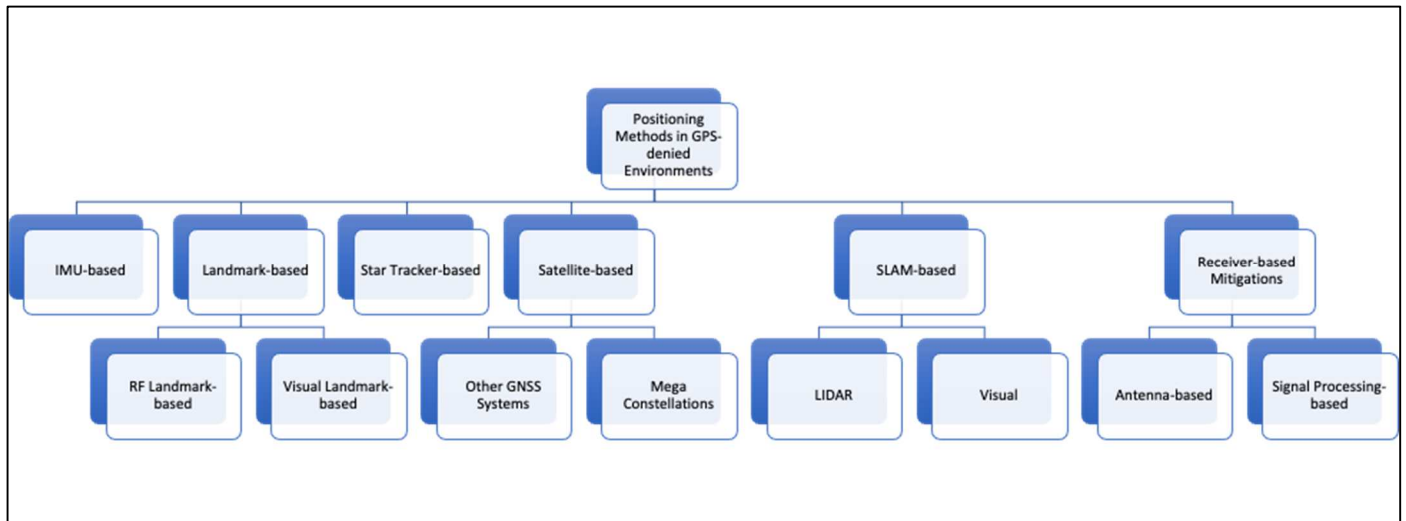 Positioning
Methods in GPS-
denied
Environments
IMU-based
Landmark-based
Star Tracker-based
Satellite-based
SLAM-based
Receiver-based
Mitigations
RF Landmark-
based
Visual Landmark-
based
Other GNSS
Systems
Mega
Constellations
LIDAR
Visual
Antenna-based
Signal Processing-
based